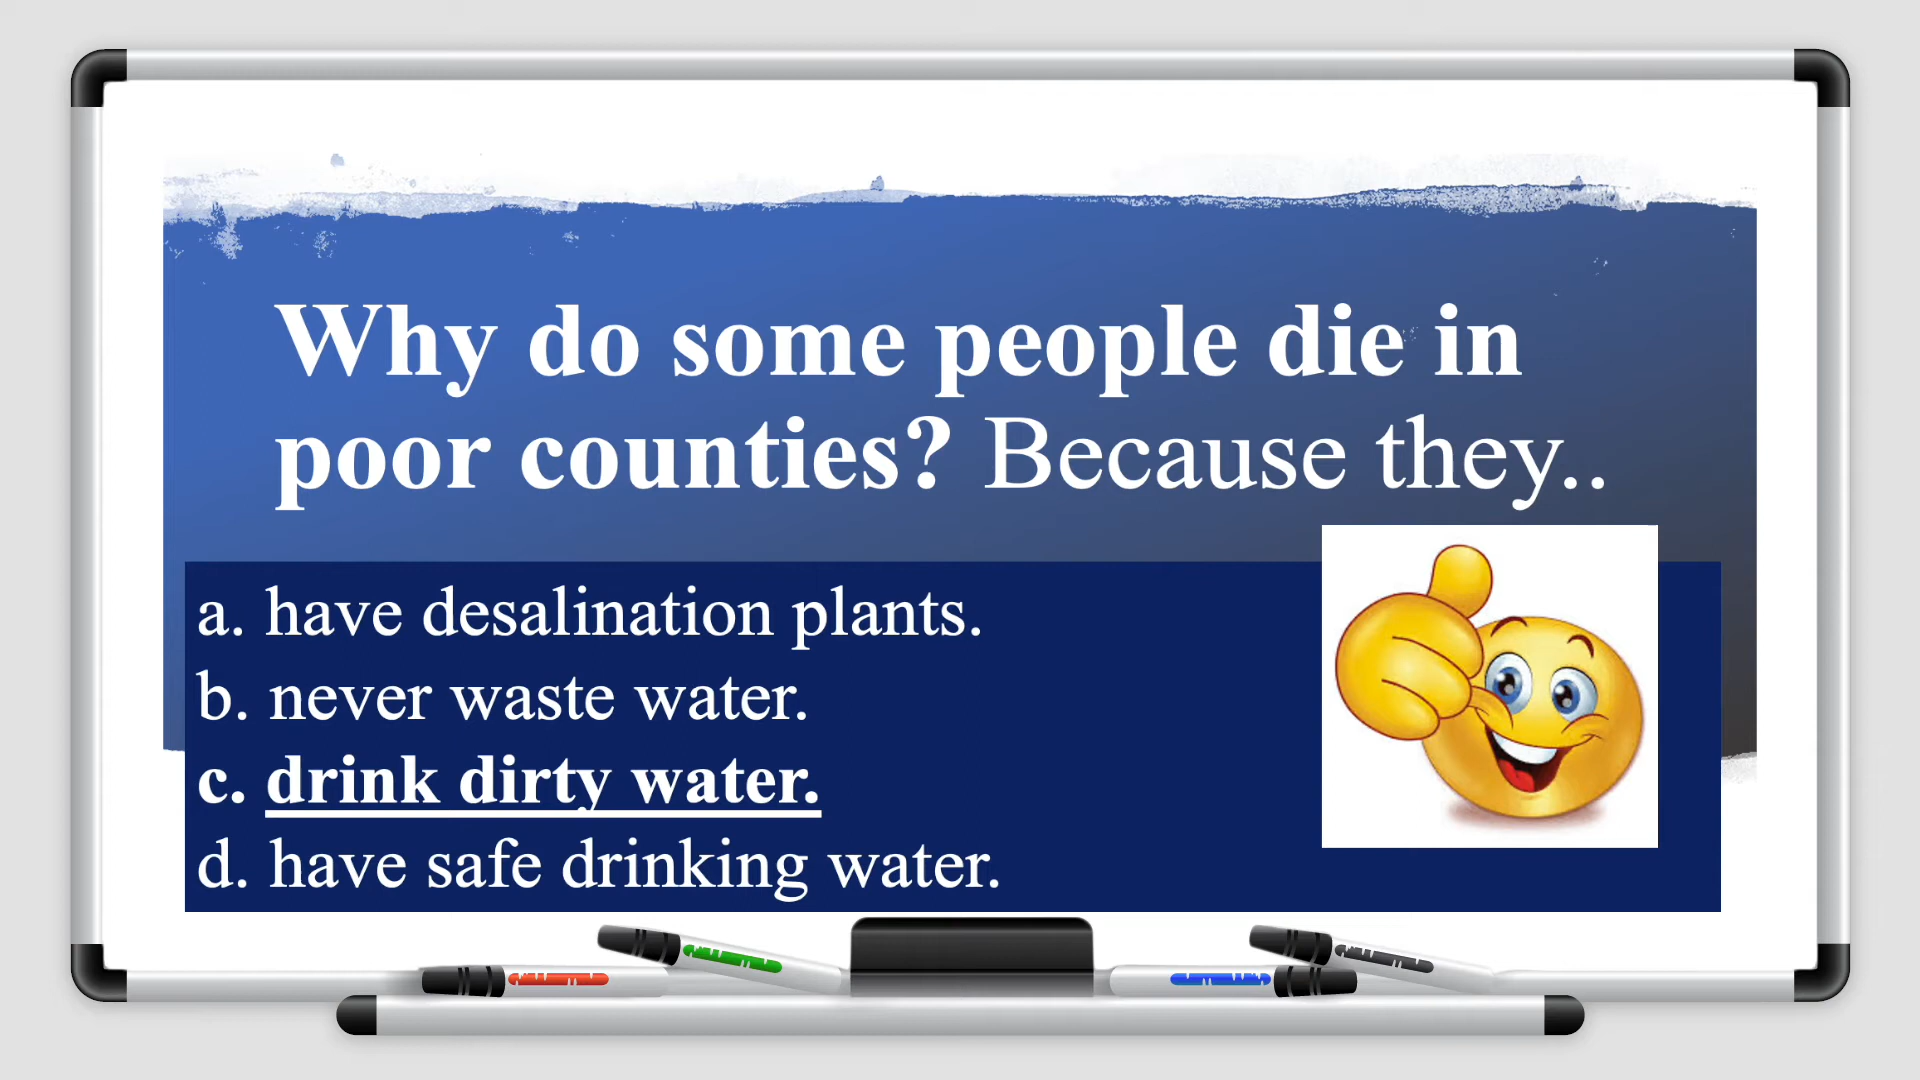 Why do some people die in
poor counties? Because they..
a. have desalination plants.
b. never waste water.
c. drink dirty water.
d. have safe drinking water.